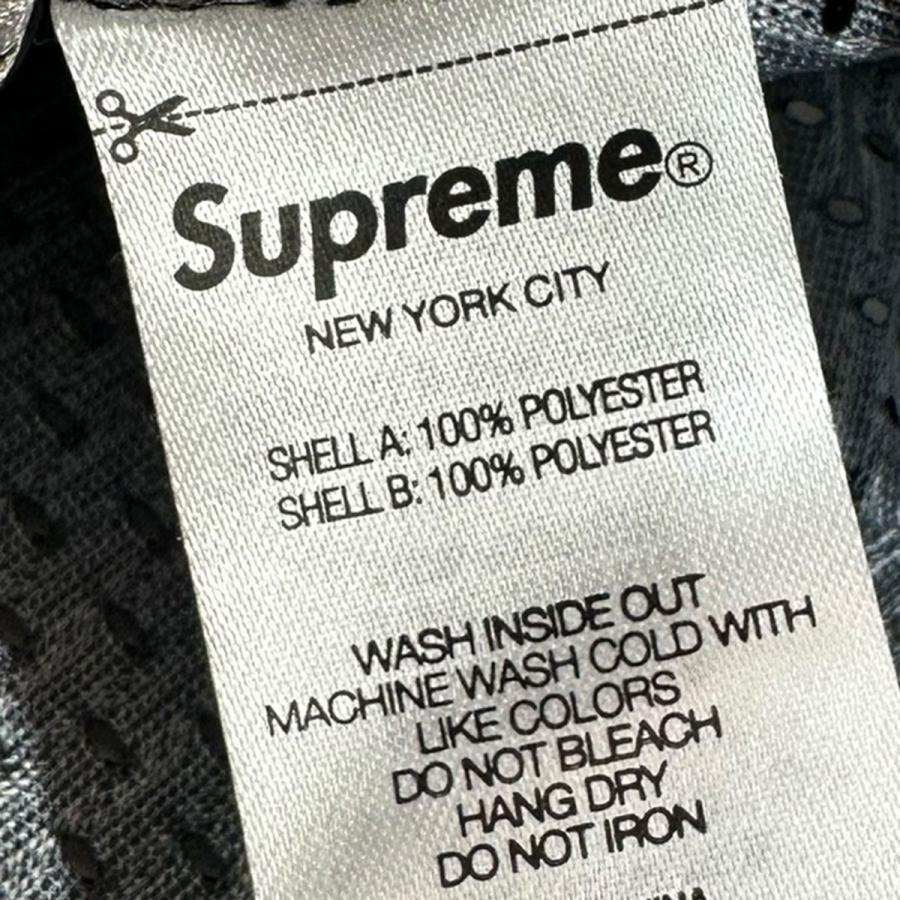 Supreme®
NEW YORK CITY
SHELL A: 100% POLYESTER
SHELL B: 100% POLYESTER
WASH INSIDE OUT
MACHINE WASH COLD WITH
LIKE COLORS
DO NOT BLEACH
HANG DRY
DO NOT IRON